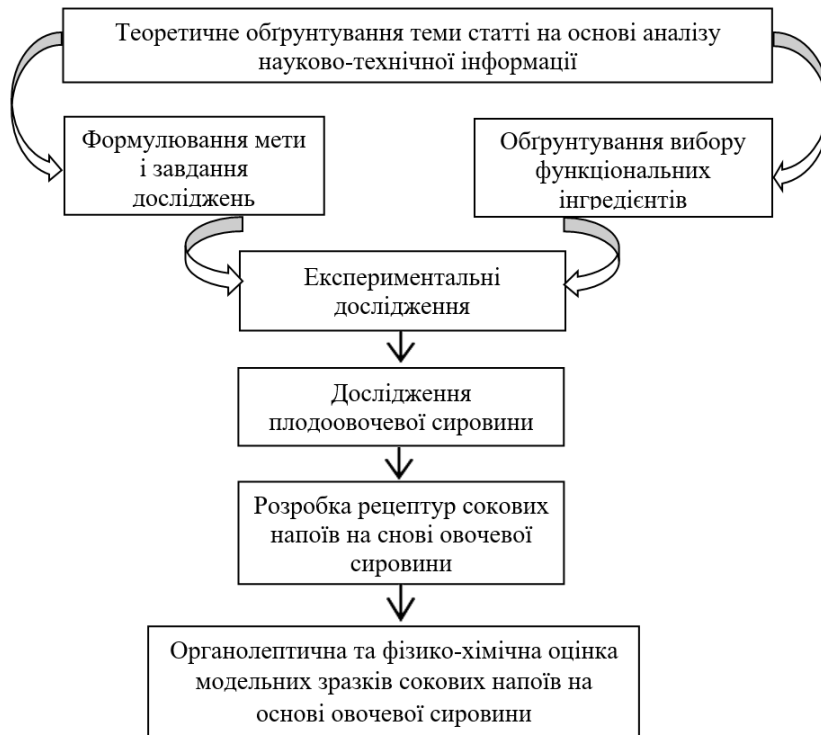 Теоретичне обґрунтування теми статті на основі аналізу
науково-технічної інформації
Формулювання мети
і завдання
досліджень
Обґрунтування вибору
функціональних
інгредієнтів
Експериментальні
дослідження
Дослідження
плодоовочевої сировини
Розробка рецептур сокових
напоїв на снові овочевої
сировини
Органолептична та фізико-хімічна оцінка
модельних зразків сокових напоїв на
основі овочевої сировини